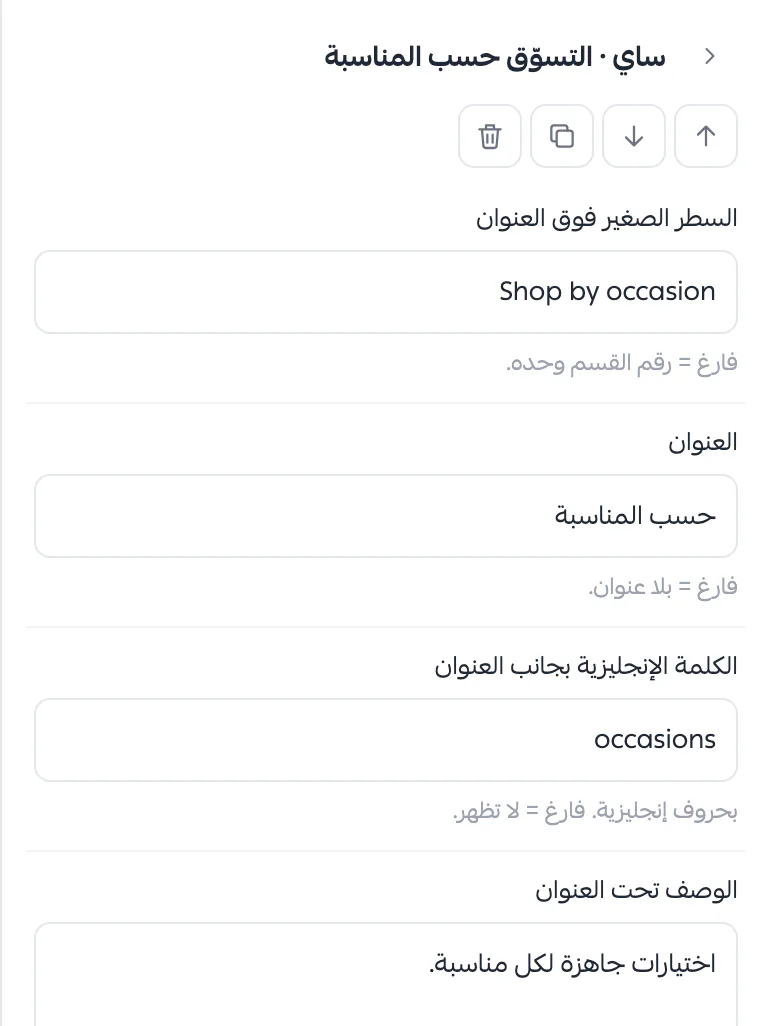 ساي · التسوّق حسب المناسبة
السطر الصغير فوق العنوان
Shop by occasion
فارغ = رقم القسم وحده.
العنوان
حسب المناسبة
فارغ = بلا عنوان.
الكلمة الإنجليزية بجانب العنوان
occasions
بحروف إنجليزية. فارغ = لا تظهر.
الوصف تحت العنوان
اختيارات جاهزة لكل مناسبة.